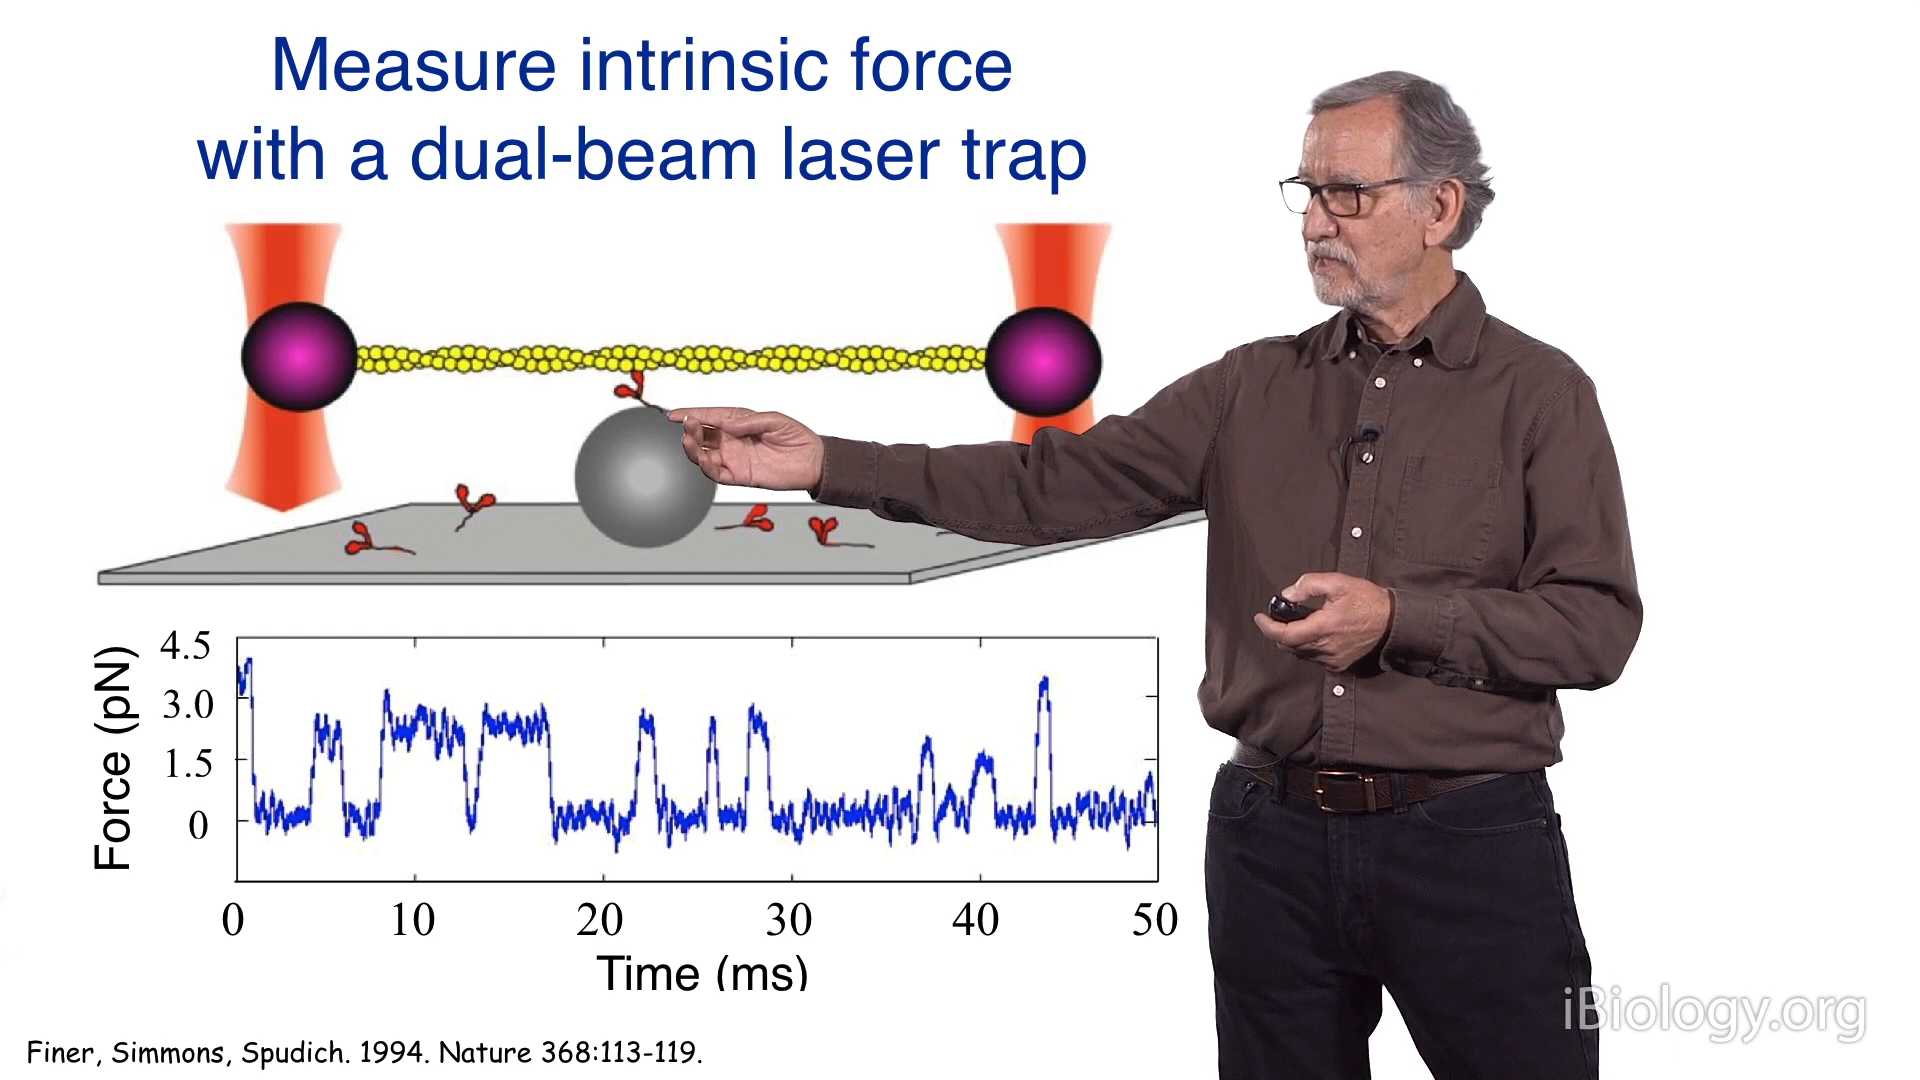 Measure intrinsic force
with a dual-beam laser trap
Force (pN)
4.5
3.0
1.5
0
0 10 20 30 40 50
Time (ms)
Finer, Simmons, Spudich. 1994. Nature 368:113-119.
iBiology.org